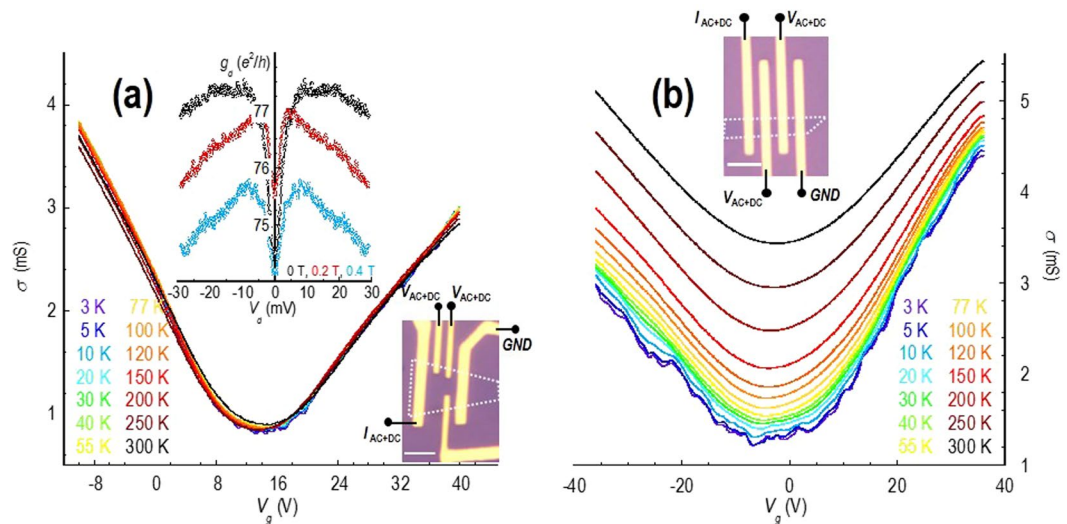 (a)
g_d (e²/h)
77
76
75
0 T, 0.2 T, 0.4 T
-30 -20 -10 0 10 20 30
V_d (mV)
4
3
2
1
σ (mS)
3 K 77 K
5 K 100 K
10 K 120 K
20 K 150 K
30 K 200 K
40 K 250 K
55 K 300 K
V_AC+DC V_AC+DC
GND
I_AC+DC
-8 0 8 16 24 32 40
V_g (V)
(b)
I_AC+DC V_AC+DC
V_AC+DC GND
5
4
3
2
1
σ (mS)
3 K 77 K
5 K 100 K
10 K 120 K
20 K 150 K
30 K 200 K
40 K 250 K
55 K 300 K
-40 -20 0 20 40
V_g (V)